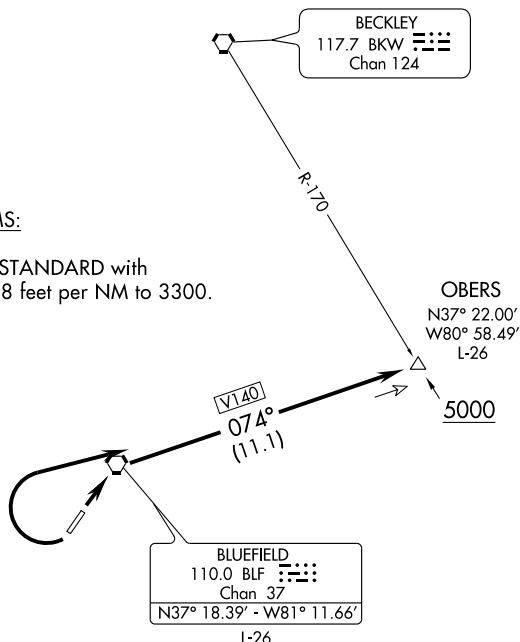 BECKLEY
117.7 BKW
Chan 124
R-170
MS:
STANDARD with
8 feet per NM to 3300.
OBERS
N37° 22.00'
W80° 58.49'
L-26
5000
V140
074°
(11.1)
BLUEFIELD
110.0 BLF
Chan 37
N37° 18.39' - W81° 11.66'
L-26